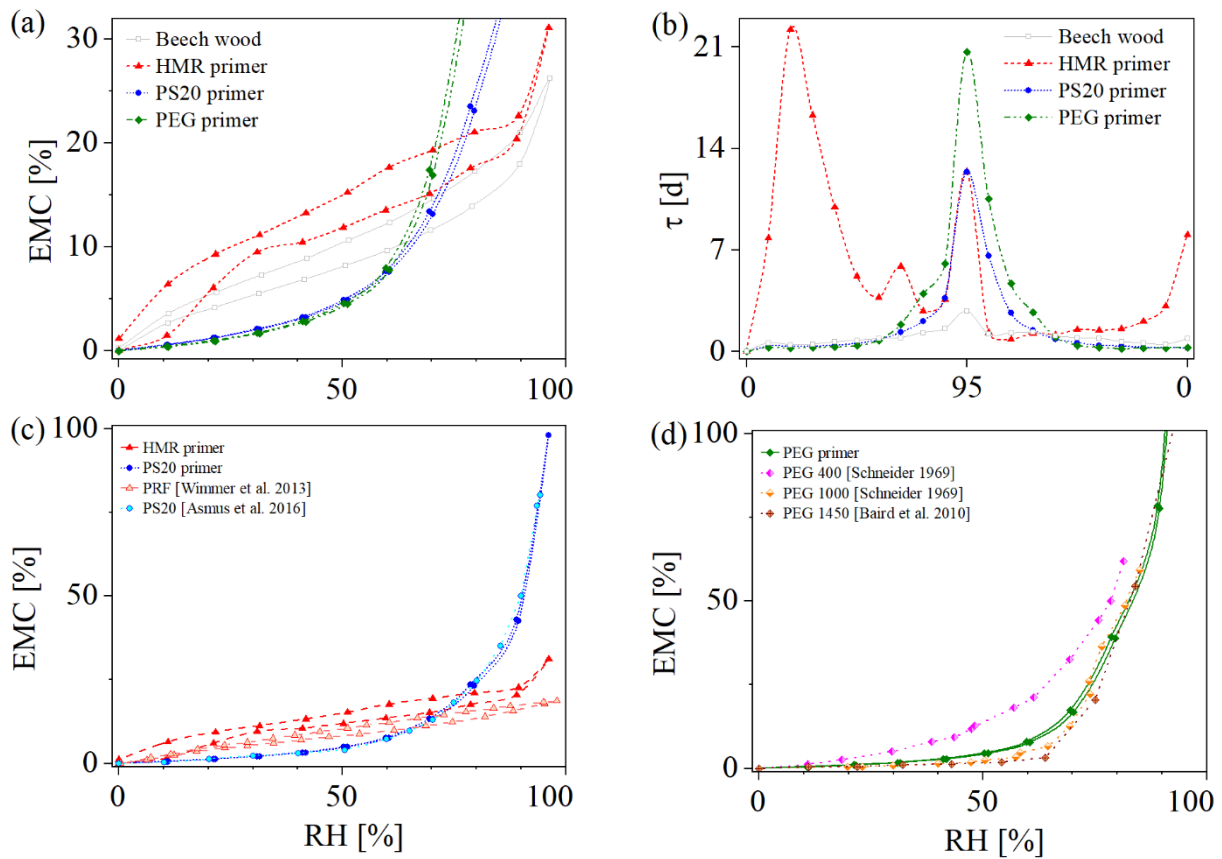 (a)
EMC [%]
30
20
10
0
0
50
100
Beech wood
HMR primer
PS20 primer
PEG primer
(b)
τ [d]
21
14
7
0
0
95
0
Beech wood
HMR primer
PS20 primer
PEG primer
(c)
EMC [%]
100
50
0
0
50
100
RH [%]
HMR primer
PS20 primer
PRF [Wimmer et al. 2013]
PS20 [Asmus et al. 2016]
(d)
EMC [%]
100
50
0
0
50
100
RH [%]
PEG primer
PEG 400 [Schneider 1969]
PEG 1000 [Schneider 1969]
PEG 1450 [Baird et al. 2010]